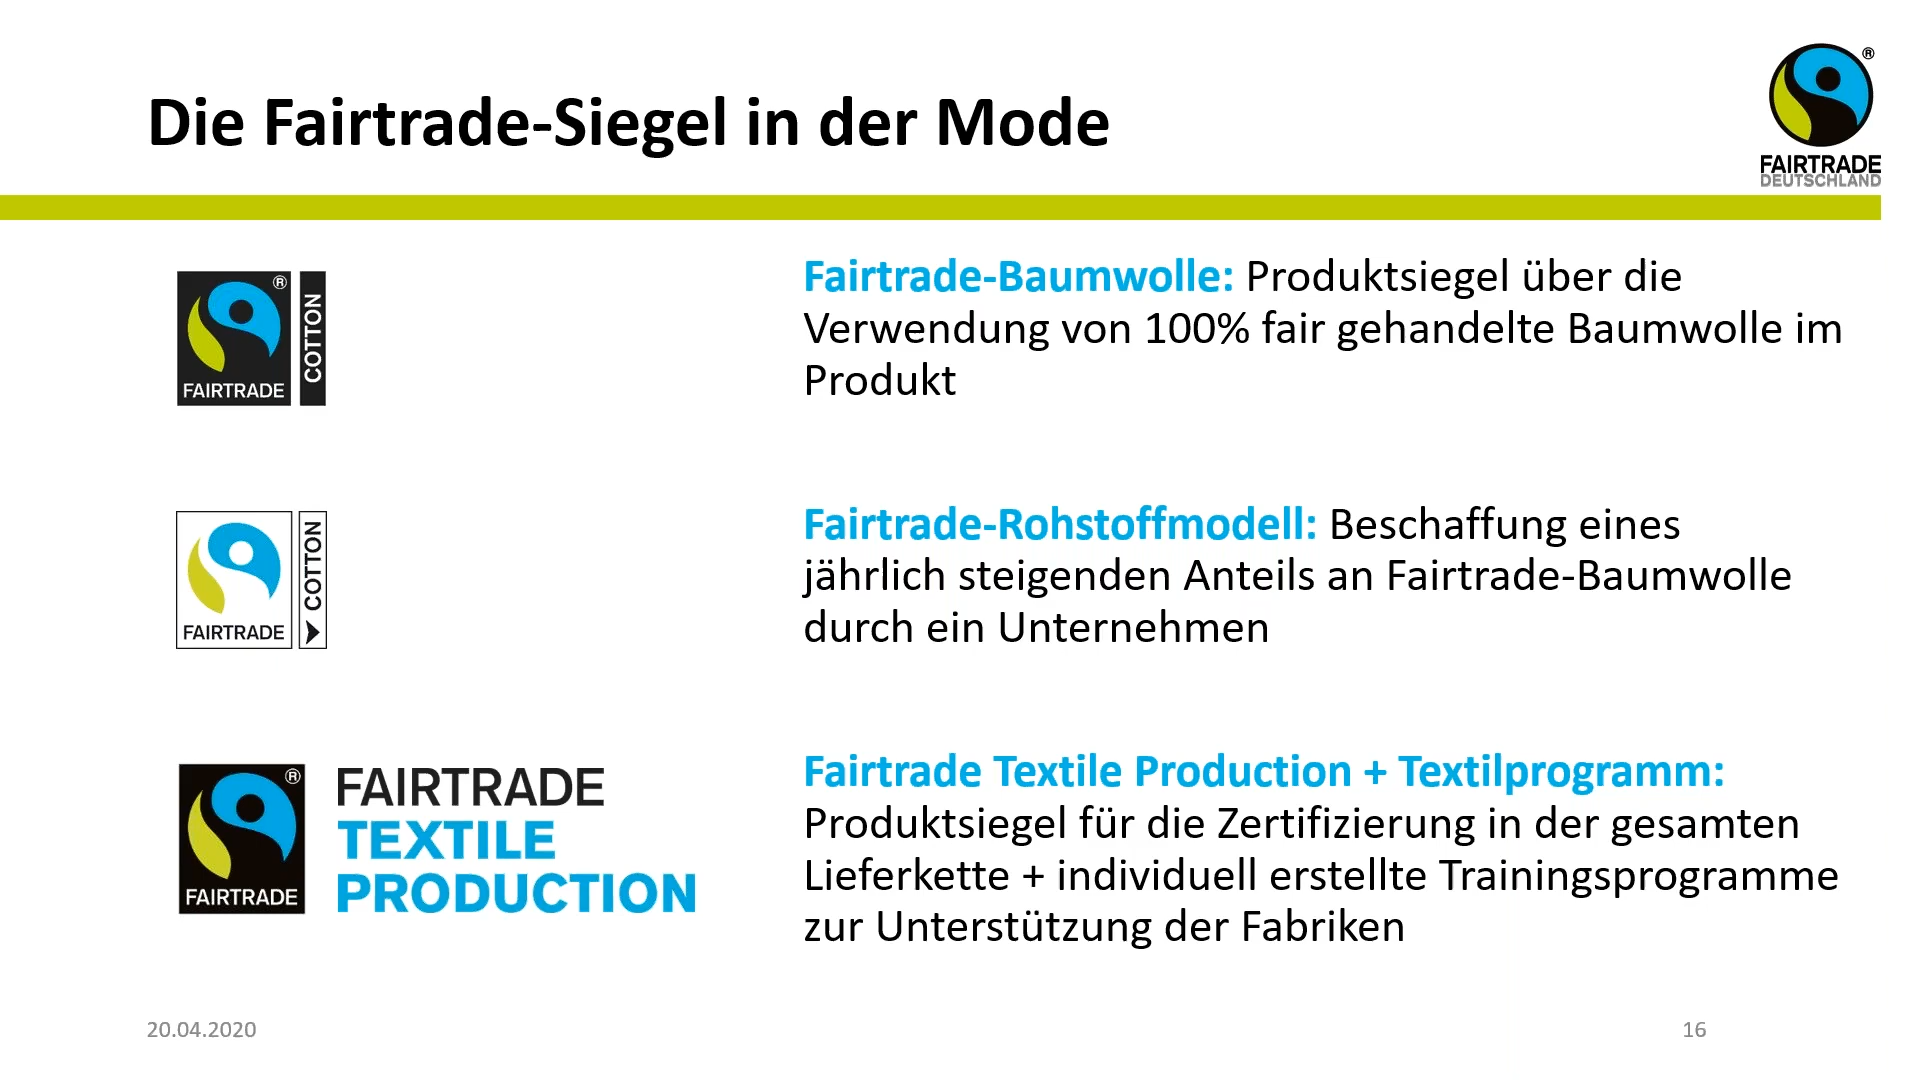 Die Fairtrade-Siegel in der Mode
®
FAIRTRADE
DEUTSCHLAND
®
FAIRTRADE
COTTON
Fairtrade-Baumwolle: Produktsiegel über die
Verwendung von 100% fair gehandelte Baumwolle im
Produkt
FAIRTRADE
COTTON
Fairtrade-Rohstoffmodell: Beschaffung eines
jährlich steigenden Anteils an Fairtrade-Baumwolle
durch ein Unternehmen
®
FAIRTRADE
FAIRTRADE
TEXTILE
PRODUCTION
Fairtrade Textile Production + Textilprogramm:
Produktsiegel für die Zertifizierung in der gesamten
Lieferkette + individuell erstellte Trainingsprogramme
zur Unterstützung der Fabriken
20.04.2020
16